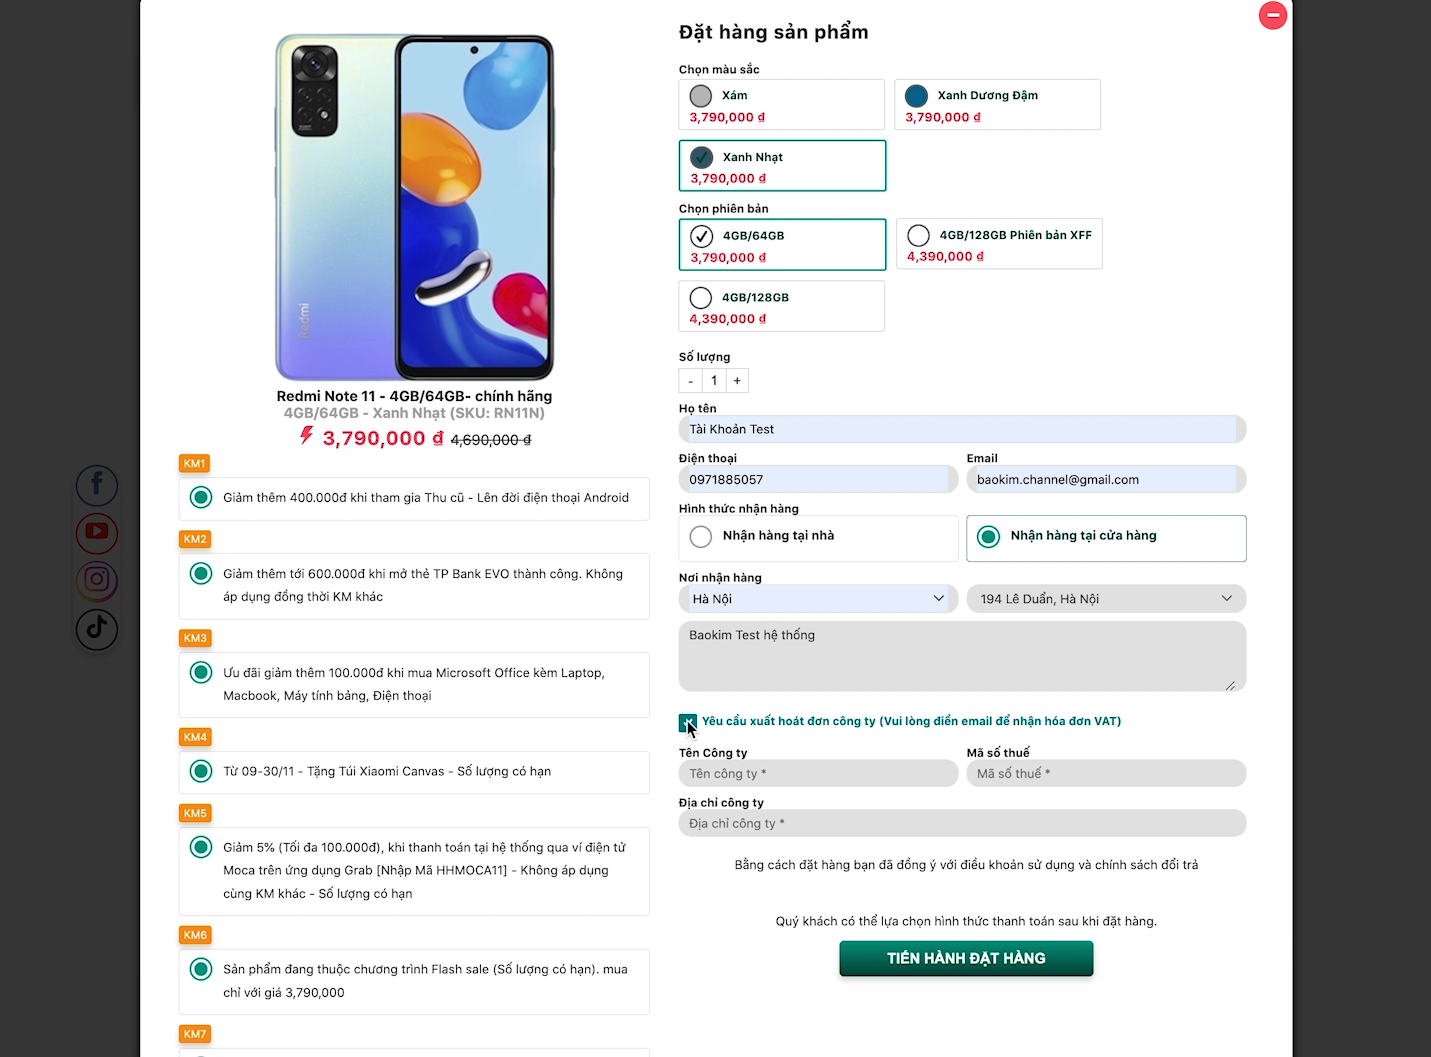 Redmi
Redmi Note 11 - 4GB/64GB- chính hãng
4GB/64GB - Xanh Nhạt (SKU: RN11N)
3,790,000 ₫ 4,690,000 ₫
KM1
Giảm thêm 400.000đ khi tham gia Thu cũ - Lên đời điện thoại Android
KM2
Giảm thêm tới 600.000đ khi mở thẻ TP Bank EVO thành công. Không
áp dụng đồng thời KM khác
KM3
Ưu đãi giảm thêm 100.000đ khi mua Microsoft Office kèm Laptop,
Macbook, Máy tính bảng, Điện thoại
KM4
Từ 09-30/11 - Tặng Túi Xiaomi Canvas - Số lượng có hạn
KM5
Giảm 5% (Tối đa 100.000đ), khi thanh toán tại hệ thống qua ví điện tử
Moca trên ứng dụng Grab [Nhập Mã HHMOCA11] - Không áp dụng
cùng KM khác - Số lượng có hạn
KM6
Sản phẩm đang thuộc chương trình Flash sale (Số lượng có hạn). mua
chỉ với giá 3,790,000
KM7
Đặt hàng sản phẩm
Chọn màu sắc
Xám
3,790,000 ₫
Xanh Dương Đậm
3,790,000 ₫
Xanh Nhạt
3,790,000 ₫
Chọn phiên bản
4GB/64GB
3,790,000 ₫
4GB/128GB Phiên bản XFF
4,390,000 ₫
4GB/128GB
4,390,000 ₫
Số lượng
- 1 +
Họ tên
Tài Khoản Test
Điện thoại
0971885057
Email
baokim.channel@gmail.com
Hình thức nhận hàng
Nhận hàng tại nhà
Nhận hàng tại cửa hàng
Nơi nhận hàng
Hà Nội
194 Lê Duẩn, Hà Nội
Baokim Test hệ thống
Yêu cầu xuất hoát đơn công ty (Vui lòng điền email để nhận hóa đơn VAT)
Tên Công ty
Tên công ty *
Mã số thuế
Mã số thuế *
Địa chỉ công ty
Địa chỉ công ty *
Bằng cách đặt hàng bạn đã đồng ý với điều khoản sử dụng và chính sách đổi trả
Quý khách có thể lựa chọn hình thức thanh toán sau khi đặt hàng.
TIẾN HÀNH ĐẶT HÀNG